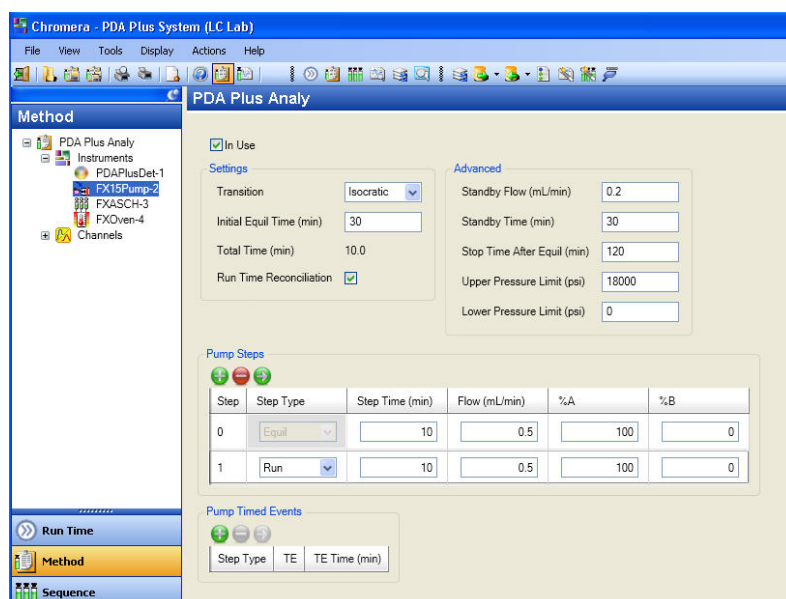 Chromera - PDA Plus System (LC Lab)
File View Tools Display Actions Help
PDA Plus Analy
Method
PDA Plus Analy
Instruments
PDAPlusDet-1
FX15Pump-2
FXASCH-3
FXOven-4
Channels
In Use
Settings
Transition Isocratic
Initial Equil Time (min) 30
Total Time (min) 10.0
Run Time Reconciliation
Advanced
Standby Flow (mL/min) 0.2
Standby Time (min) 30
Stop Time After Equil (min) 120
Upper Pressure Limit (psi) 18000
Lower Pressure Limit (psi) 0
Pump Steps
Step Step Type Step Time (min) Flow (mL/min) %A %B
0 Equil 10 0.5 100 0
1 Run 10 0.5 100 0
Pump Timed Events
Step Type TE TE Time (min)
Run Time
Method
Sequence